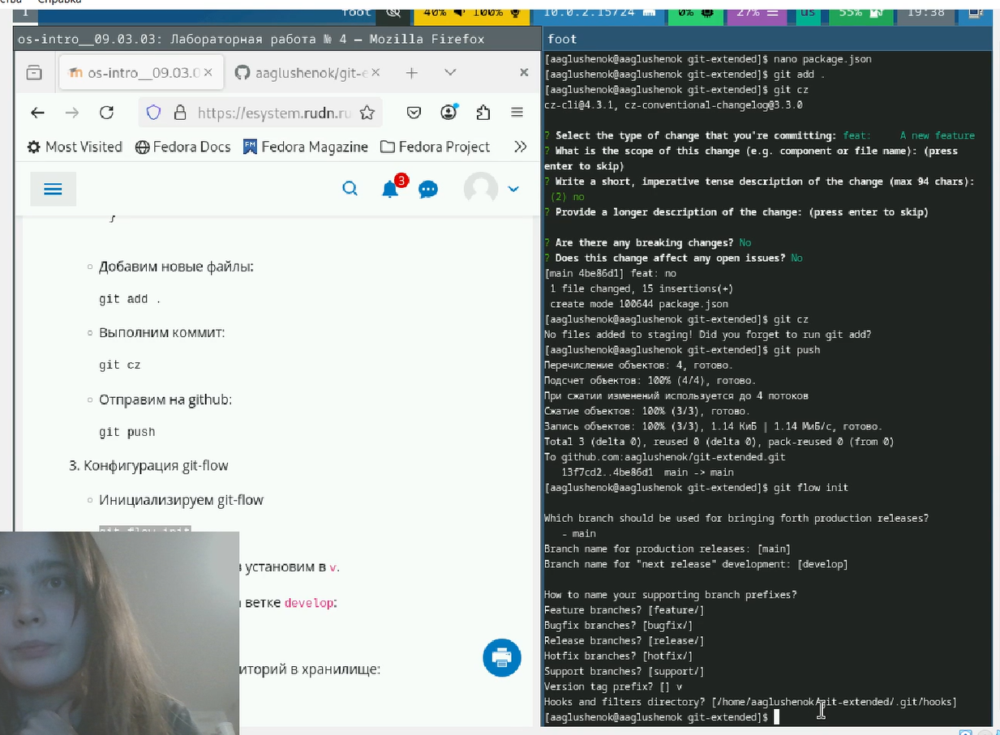 Справка
1
foot
40%
100%
10.0.2.15/24
0%
27%
us
55%
19:38
os-intro__09.03.03: Лабораторная работа № 4 — Mozilla Firefox
os-intro__09.03.0
aaglushenok/git-e
https://esystem.rudn.ru
Most Visited
Fedora Docs
Fedora Magazine
Fedora Project
3
}
Добавим новые файлы:
git add .
Выполним коммит:
git cz
Отправим на github:
git push
3. Конфигурация git-flow
Инициализируем git-flow
git flow init
установим в v.
ветке develop:
иторий в хранилище:
foot
[aaglushenok@aaglushenok git-extended]$ nano package.json
[aaglushenok@aaglushenok git-extended]$ git add .
[aaglushenok@aaglushenok git-extended]$ git cz
cz-cli@4.3.1, cz-conventional-changelog@3.3.0
? Select the type of change that you're committing: feat:     A new feature
? What is the scope of this change (e.g. component or file name): (press
enter to skip)
? Write a short, imperative tense description of the change (max 94 chars):
(2) no
? Provide a longer description of the change: (press enter to skip)
? Are there any breaking changes? No
? Does this change affect any open issues? No
[main 4be86d1] feat: no
1 file changed, 15 insertions(+)
create mode 100644 package.json
[aaglushenok@aaglushenok git-extended]$ git cz
No files added to staging! Did you forget to run git add?
[aaglushenok@aaglushenok git-extended]$ git push
Перечисление объектов: 4, готово.
Подсчет объектов: 100% (4/4), готово.
При сжатии изменений используется до 4 потоков
Сжатие объектов: 100% (3/3), готово.
Запись объектов: 100% (3/3), 1.14 КиБ | 1.14 МиБ/с, готово.
Total 3 (delta 0), reused 0 (delta 0), pack-reused 0 (from 0)
To github.com:aaglushenok/git-extended.git
13f7cd2..4be86d1  main -> main
[aaglushenok@aaglushenok git-extended]$ git flow init
Which branch should be used for bringing forth production releases?
- main
Branch name for production releases: [main]
Branch name for "next release" development: [develop]
How to name your supporting branch prefixes?
Feature branches? [feature/]
Bugfix branches? [bugfix/]
Release branches? [release/]
Hotfix branches? [hotfix/]
Support branches? [support/]
Version tag prefix? [] v
Hooks and filters directory? [/home/aaglushenok/git-extended/.git/hooks]
[aaglushenok@aaglushenok git-extended]$